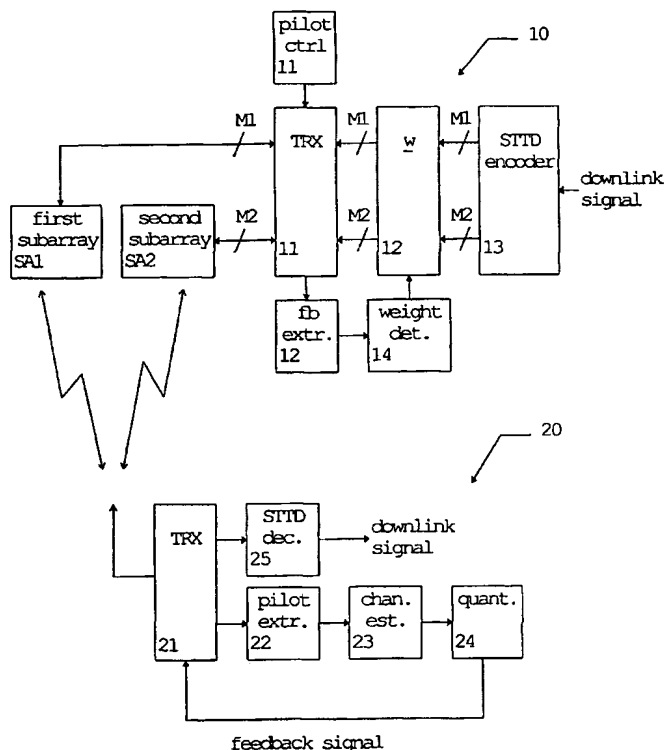 pilot
ctrl
11
10
M1
M1
M1
TRX
w
STTD
encoder
downlink
signal
first
subarray
SA1
second
subarray
SA2
M2
M2
M2
11
12
13
fb
extr.
12
weight
det.
14
20
TRX
21
STTD
dec.
25
downlink
signal
pilot
extr.
22
chan.
est.
23
quant.
24
feedback signal